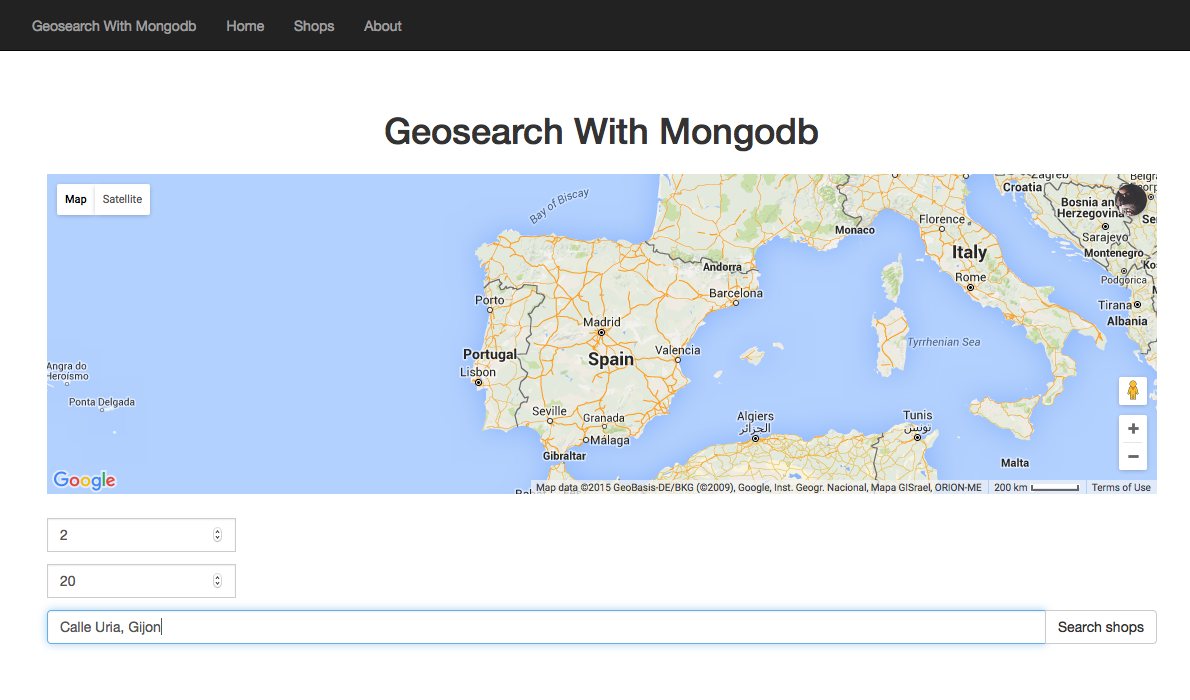 Geosearch With Mongodb Home Shops About
Geosearch With Mongodb
Map Satellite
Bay of Biscay
Zagreb
Croatia
Bosnia and
Herzegovina
Sarajevo
Montenegro
Podgorica
Tirana
Albania
Florence
Monaco
Italy
Rome
Andorra
Barcelona
Porto
Madrid
Spain
Valencia
Portugal
Lisbon
Tyrrhenian Sea
Angra do
Heroísmo
Ponta Delgada
Seville
Granada
Málaga
Gibraltar
Algiers
الجزائر
Tunis
تونس
Malta
Google
Map data ©2015 GeoBasis-DE/BKG (©2009), Google, Inst. Geogr. Nacional, Mapa GISrael, ORION-ME 200 km Terms of Use
2
20
Calle Uria, Gijon
Search shops